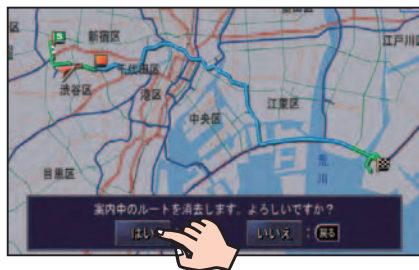 S
新宿区
江戸川区
千代田区
渋谷区
港区
中央区
江東区
目黒区
荒川
案内中のルートを消去します。よろしいですか?
はい
いいえ
:戻る